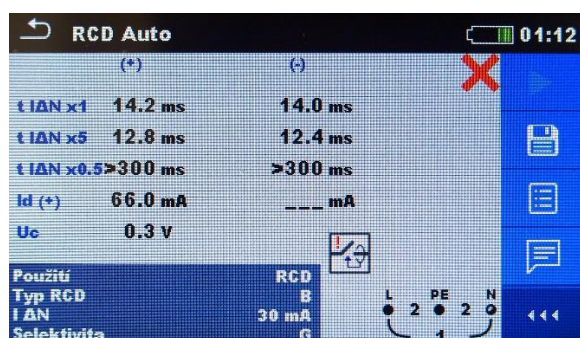 RCD Auto 01:12
(+) (-)
t IΔN x1 14.2 ms 14.0 ms
t IΔN x5 12.8 ms 12.4 ms
t IΔN x0.5 >300 ms >300 ms
Id (+) 66.0 mA ___ mA
Uc 0.3 V
Použití RCD
Typ RCD B
I ΔN 30 mA
Selektivita G
L PE N
2 2
1